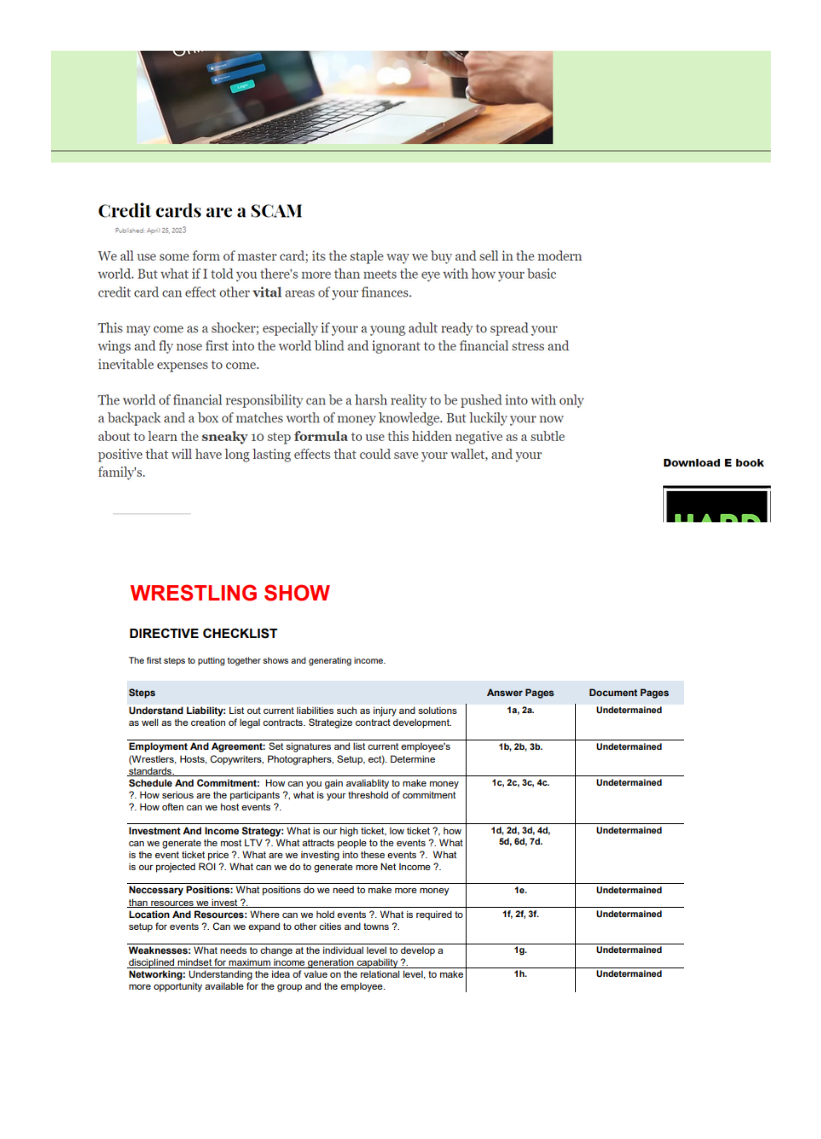 Login
Credit cards are a SCAM
Published: April 25, 2023
We all use some form of master card; its the staple way we buy and sell in the modern
world. But what if I told you there's more than meets the eye with how your basic
credit card can effect other vital areas of your finances.
This may come as a shocker; especially if your a young adult ready to spread your
wings and fly nose first into the world blind and ignorant to the financial stress and
inevitable expenses to come.
The world of financial responsibility can be a harsh reality to be pushed into with only
a backpack and a box of matches worth of money knowledge. But luckily your now
about to learn the sneaky 10 step formula to use this hidden negative as a subtle
positive that will have long lasting effects that could save your wallet, and your
family's.
Download E book
HARD
WRESTLING SHOW
DIRECTIVE CHECKLIST
The first steps to putting together shows and generating income.
Steps Answer Pages Document Pages
Understand Liability: List out current liabilities such as injury and solutions 1a, 2a. Undetermained
as well as the creation of legal contracts. Strategize contract development.
Employment And Agreement: Set signatures and list current employee's 1b, 2b, 3b. Undetermained
(Wrestlers, Hosts, Copywriters, Photographers, Setup, ect). Determine
standards.
Schedule And Commitment: How can you gain avaliablity to make money 1c, 2c, 3c, 4c. Undetermained
?. How serious are the participants ?, what is your threshold of commitment
?. How often can we host events ?.
Investment And Income Strategy: What is our high ticket, low ticket ?, how 1d, 2d, 3d, 4d, Undetermained
can we generate the most LTV ?. What attracts people to the events ?. What 5d, 6d, 7d.
is the event ticket price ?. What are we investing into these events ?. What
is our projected ROI ?. What can we do to generate more Net Income ?.
Neccessary Positions: What positions do we need to make more money 1e. Undetermained
than resources we invest ?.
Location And Resources: Where can we hold events ?. What is required to 1f, 2f, 3f. Undetermained
setup for events ?. Can we expand to other cities and towns ?.
Weaknesses: What needs to change at the individual level to develop a 1g. Undetermained
disciplined mindset for maximum income generation capability ?.
Networking: Understanding the idea of value on the relational level, to make 1h. Undetermained
more opportunity available for the group and the employee.